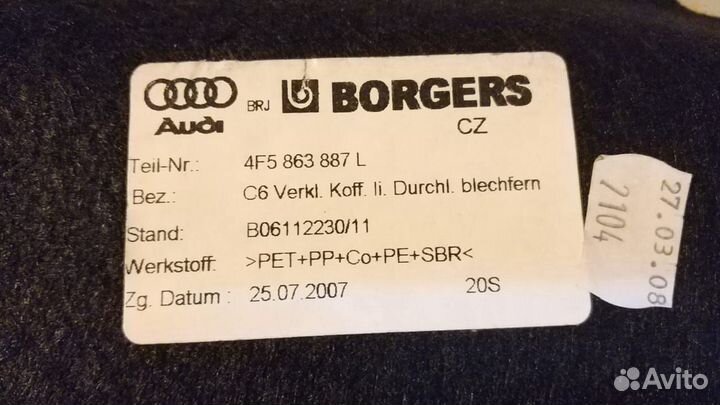 Audi BRJ BORGERS
CZ
Teil-Nr.: 4F5 863 887 L
Bez.: C6 Verkl. Koff. li. Durchl. blechfern
Stand: B06112230/11
Werkstoff: >PET+PP+Co+PE+SBR<
Zg. Datum : 25.07.2007 20S
27.03.08
7104
Avito